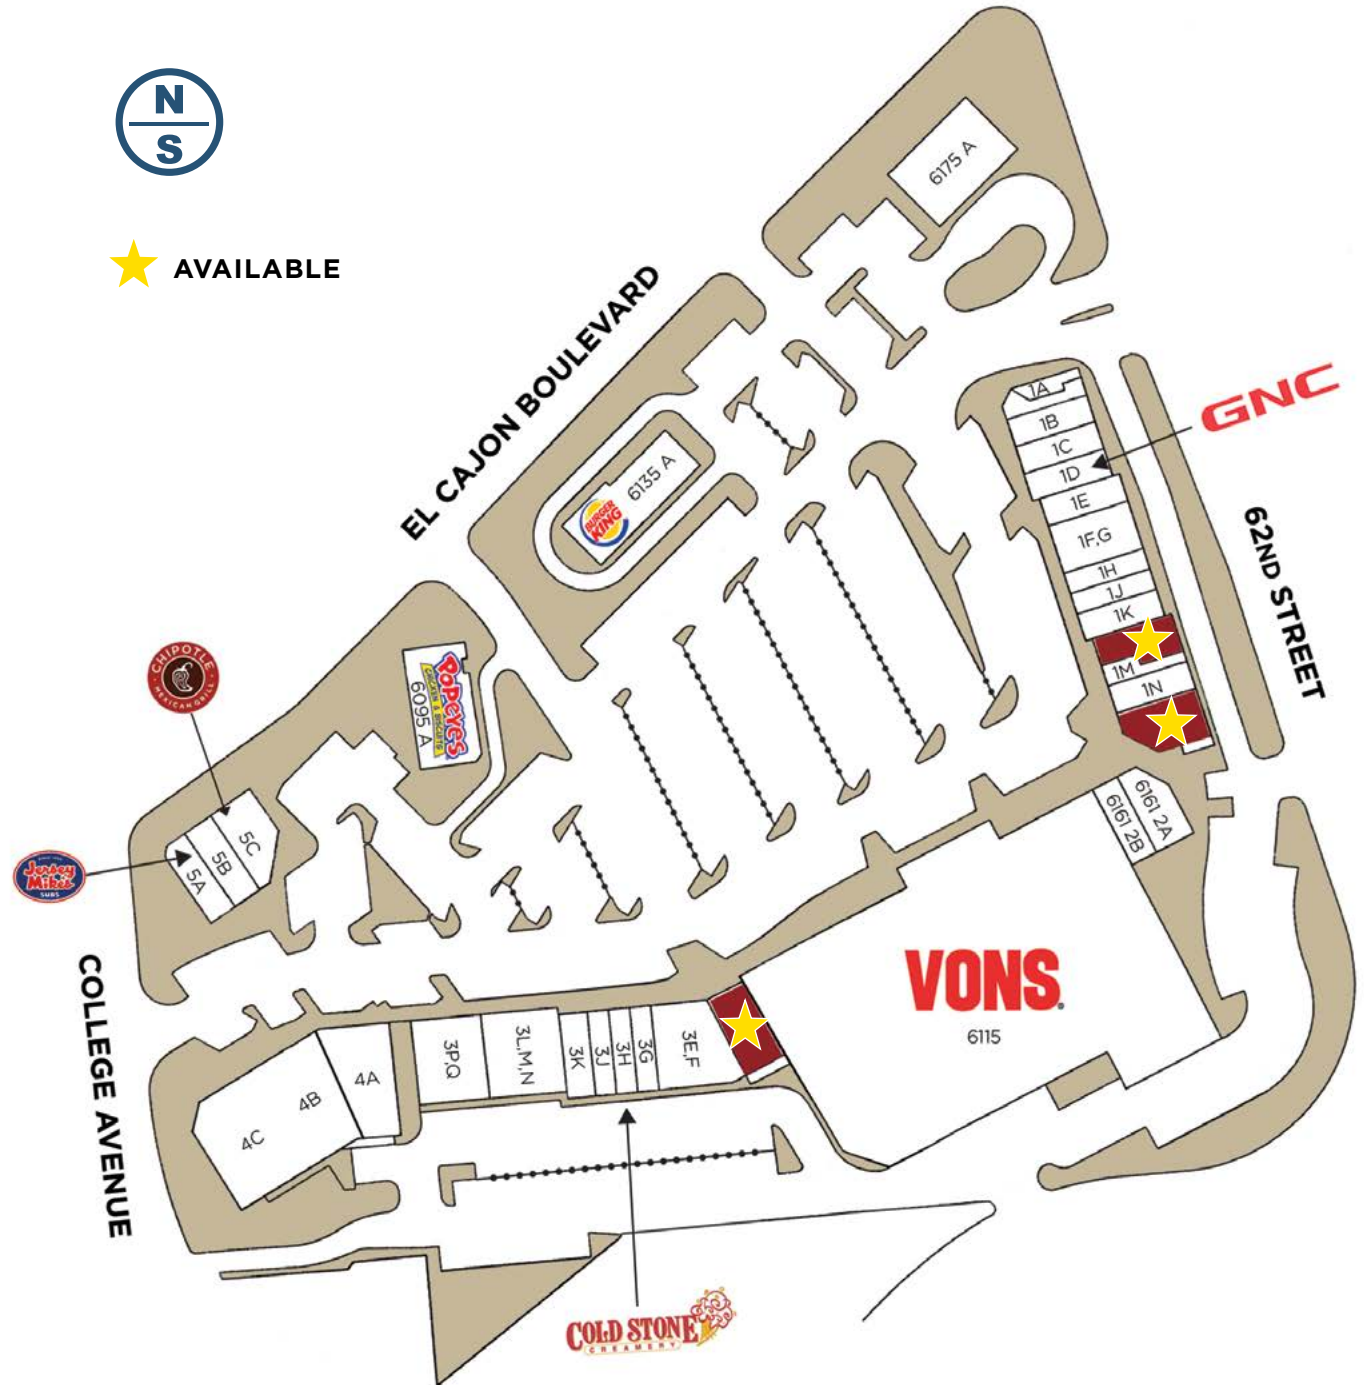 N
S
AVAILABLE
6175 A
EL CAJON BOULEVARD
GNC
1A
1B
1C
1D
1E
1F,G
1H
1J
1K
1M
1N
62ND STREET
6135 A
BURGER
KING
POPEYES
CHICKEN & BISCUITS
6095 A
CHIPOTLE
MEXICAN GRILL
Jersey
Mike's
SUBS
5C
5B
5A
6161 2A
6161 2B
COLLEGE AVENUE
VONS
6115
3P,Q
3L,M,N
3K
3J
3H
3G
3E,F
4A
4B
4C
COLD STONE
CREAMERY